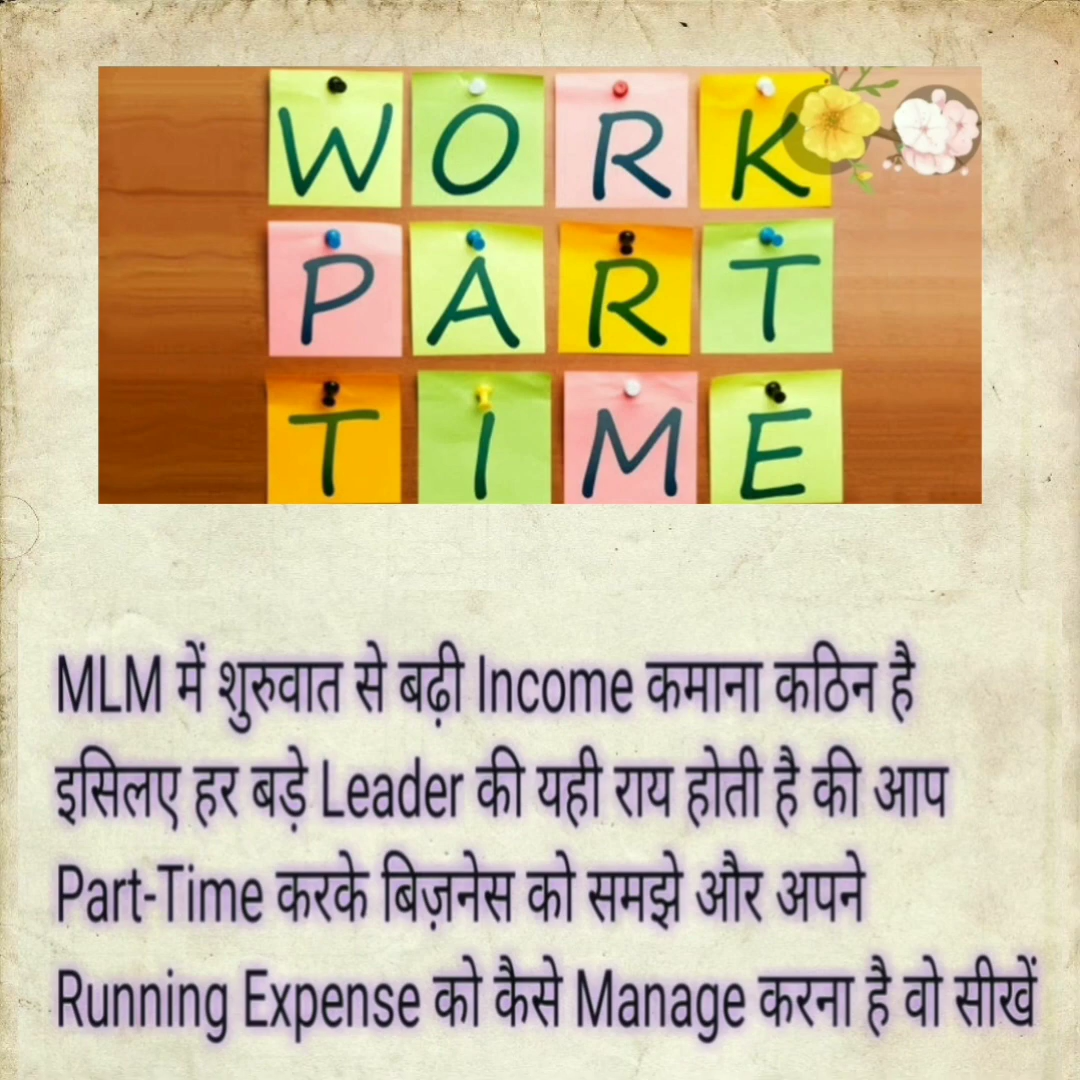 WORK
PART
TIME
MLM में शुरुवात से बढ़ी Income कमाना कठिन है
इसिलए हर बड़े Leader की यही राय होती है की आप
Part-Time करके बिज़नेस को समझे और अपने
Running Expense को कैसे Manage करना है वो सीखें